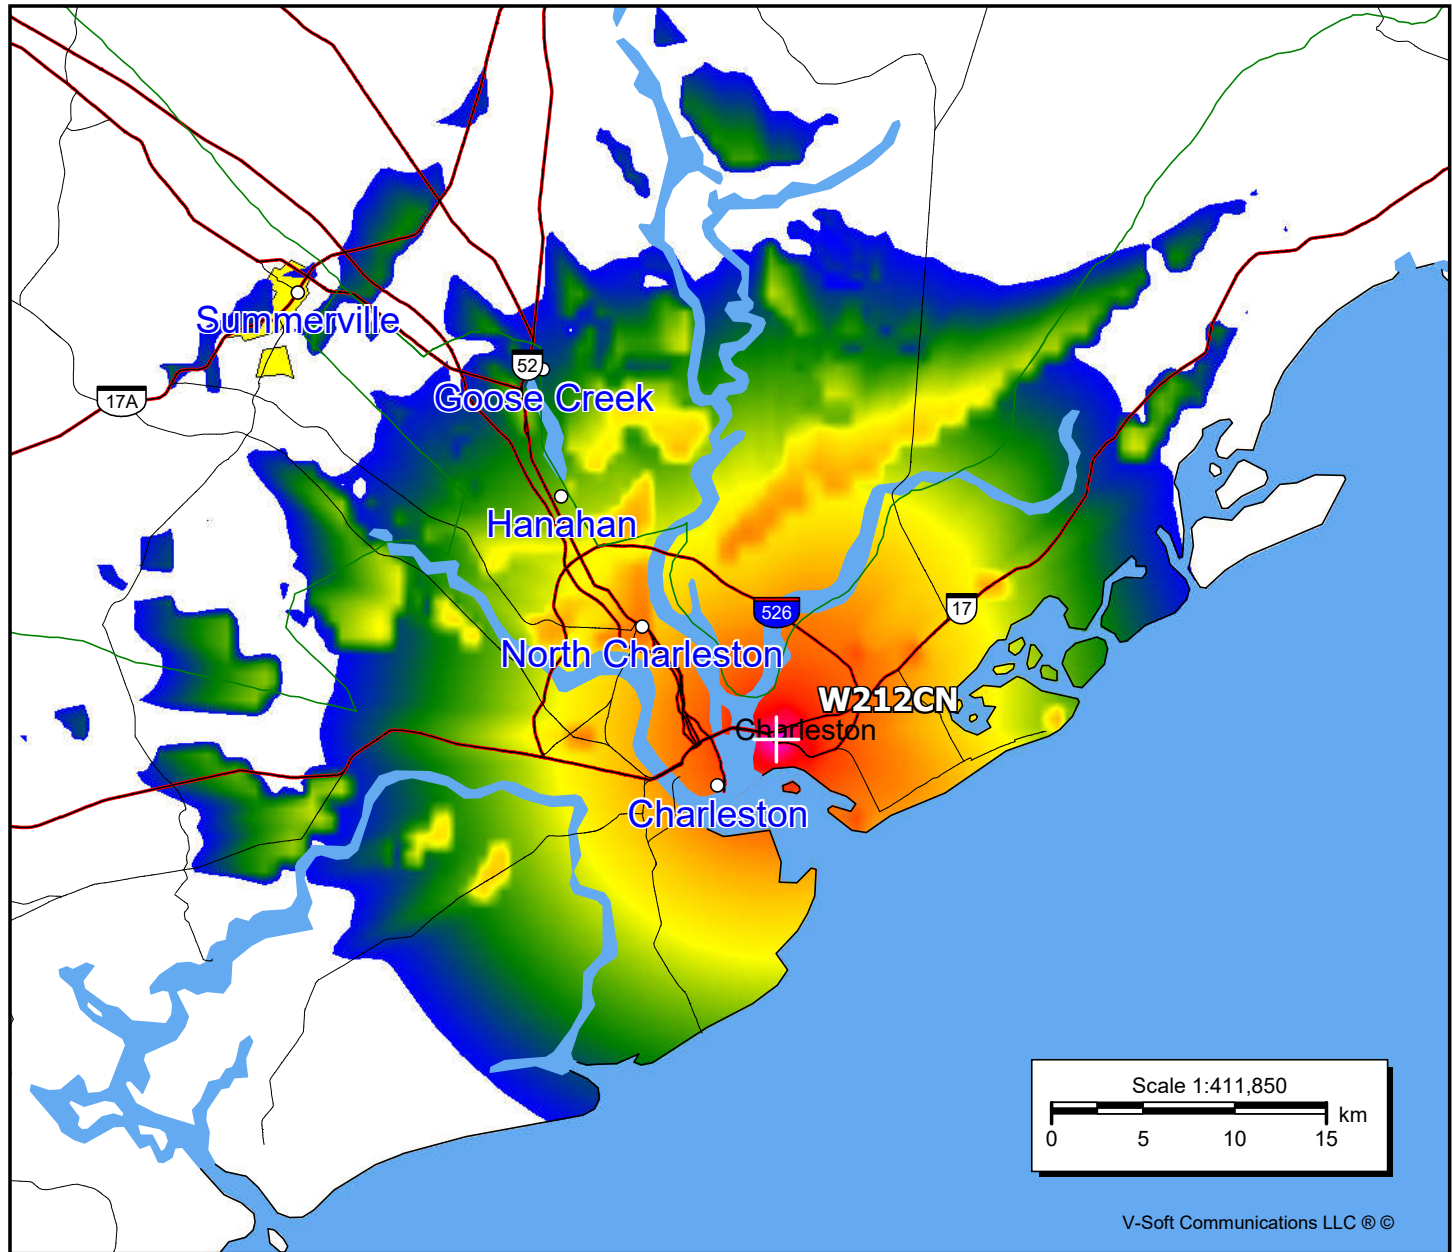 Summerville
52
Goose Creek
17A
Hanahan
526
17
North Charleston
W212CN
Charleston
Charleston
Scale 1:411,850
km
0 5 10 15
V-Soft Communications LLC ® ©